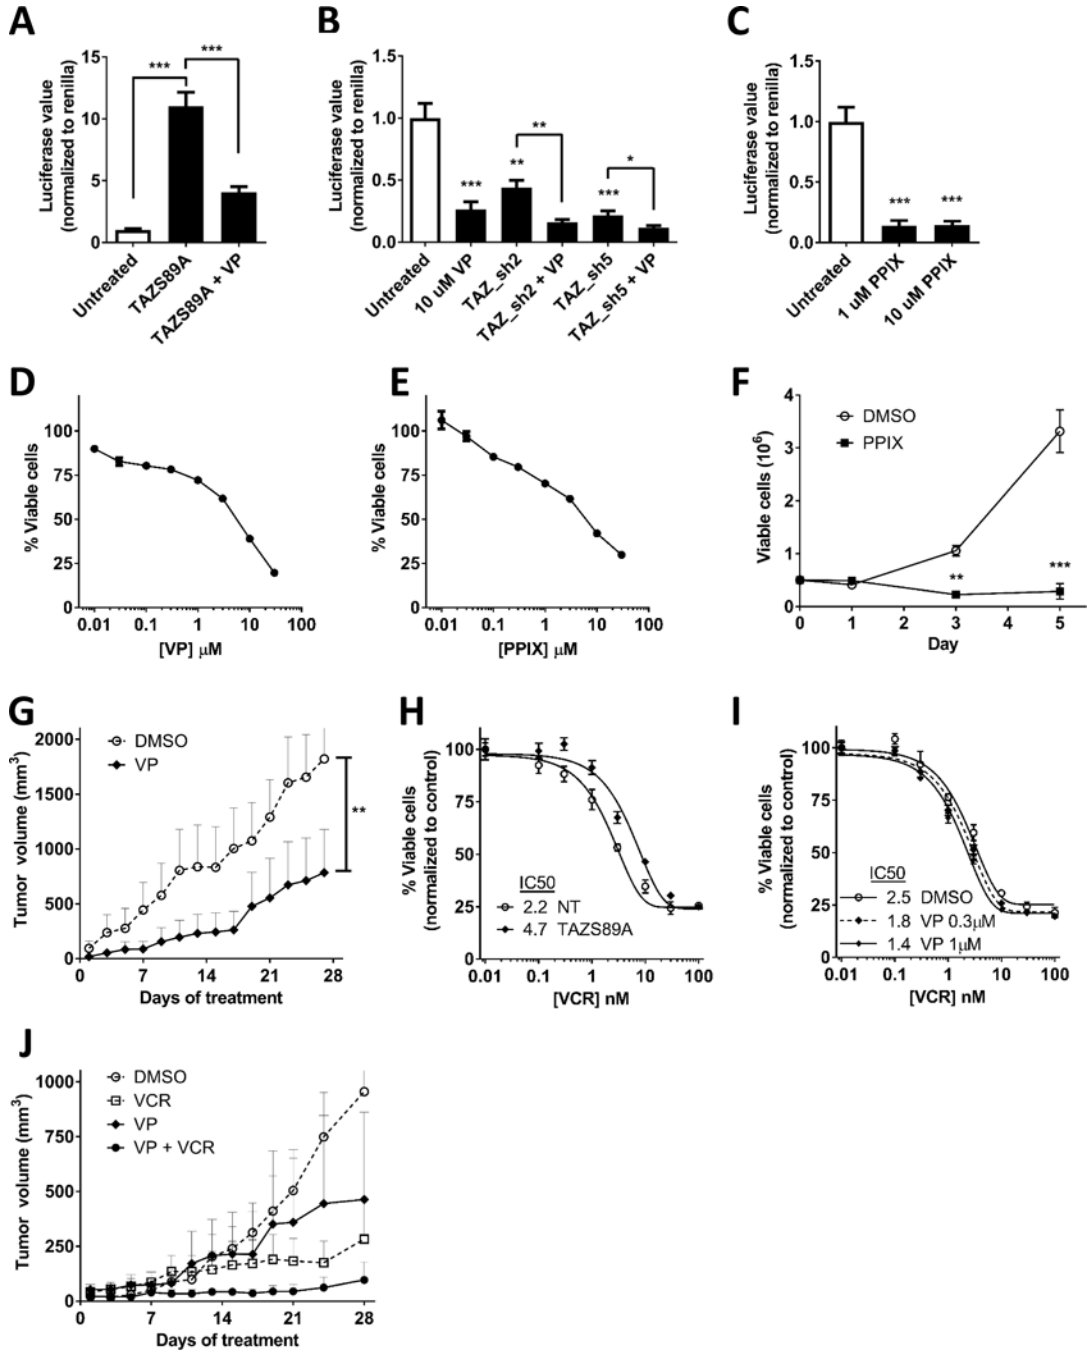 A
Luciferase value
(normalized to renilla)
15
10
5
0
***
***
Untreated
TAZS89A
TAZS89A + VP
B
Luciferase value
(normalized to renilla)
1.5
1.0
0.5
0.0
***
**
**
***
*
Untreated
10 uM VP
TAZ_sh2
TAZ_sh2 + VP
TAZ_sh5
TAZ_sh5 + VP
C
Luciferase value
(normalized to renilla)
1.5
1.0
0.5
0.0
***
***
Untreated
1 uM PPIX
10 uM PPIX
D
% Viable cells
100
75
50
25
0
0.01 0.1 1 10 100
[VP] μM
E
% Viable cells
100
75
50
25
0
0.01 0.1 1 10 100
[PPIX] μM
F
Viable cells (10⁶)
4
3
2
1
0
DMSO
PPIX
**
***
0 1 2 3 4 5
Day
G
Tumor volume (mm³)
2000
1500
1000
500
0
DMSO
VP
**
0 7 14 21 28
Days of treatment
H
% Viable cells
(normalized to control)
100
75
50
25
0
IC50
2.2 NT
4.7 TAZS89A
0.01 0.1 1 10 100
[VCR] nM
I
% Viable cells
(normalized to control)
100
75
50
25
0
IC50
2.5 DMSO
1.8 VP 0.3μM
1.4 VP 1μM
0.01 0.1 1 10 100
[VCR] nM
J
Tumor volume (mm³)
1000
750
500
250
0
DMSO
VCR
VP
VP + VCR
0 7 14 21 28
Days of treatment